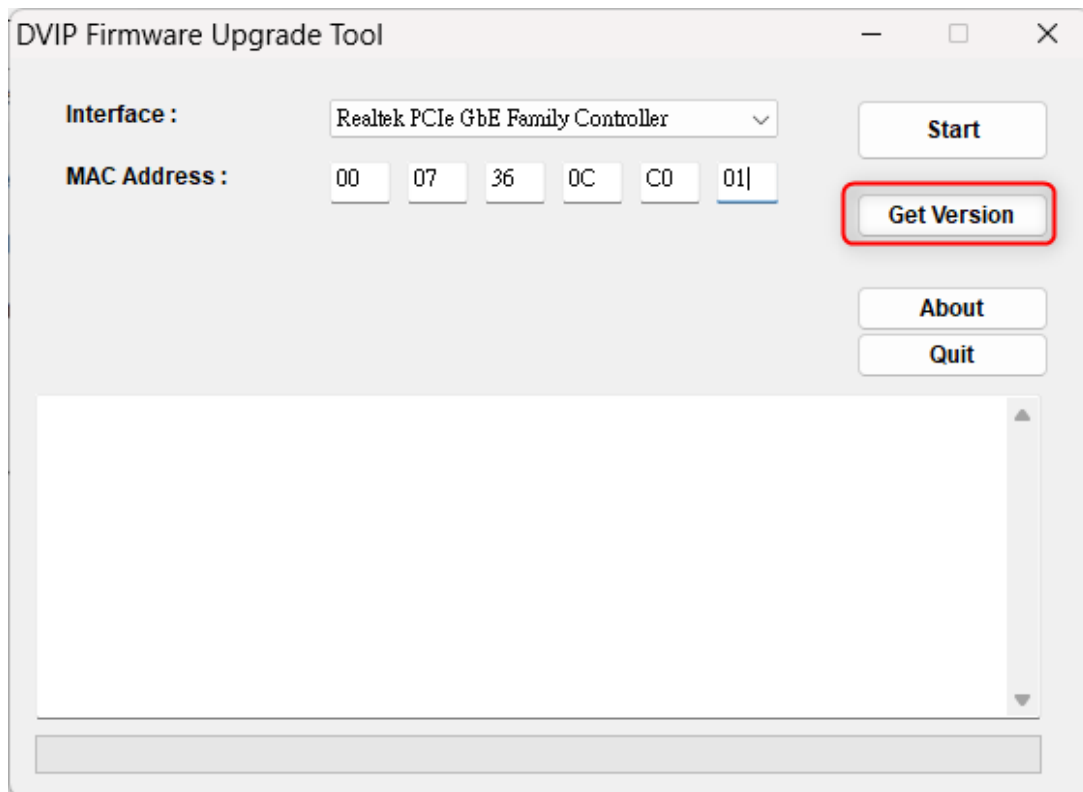 DVIP Firmware Upgrade Tool
Interface :
Realtek PCIe GbE Family Controller
Start
MAC Address :
00 07 36 0C C0 01
Get Version
About
Quit